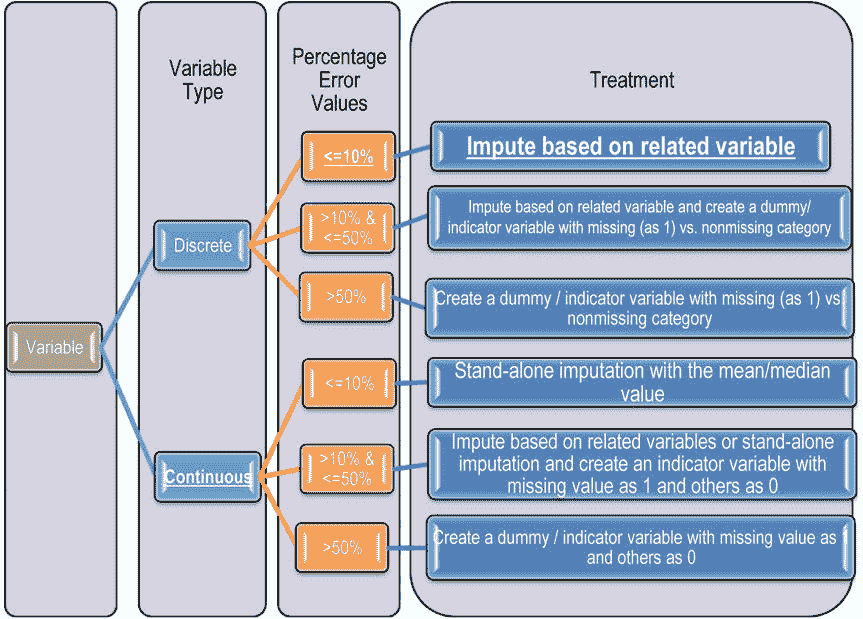 Variable
Type
Percentage
Error
Values
Treatment
<=10%
Impute based on related variable
>10% &
<=50%
Impute based on related variable and create a dummy/
indicator variable with missing (as 1) vs. nonmissing category
Discrete
>50%
Create a dummy / indicator variable with missing (as 1) vs
nonmissing category
Variable
<=10%
Stand-alone imputation with the mean/median
value
Continuous
>10% &
<=50%
Impute based on related variables or stand-alone
imputation and create an indicator variable with
missing value as 1 and others as 0
>50%
Create a dummy / indicator variable with missing value as 1
and others as 0